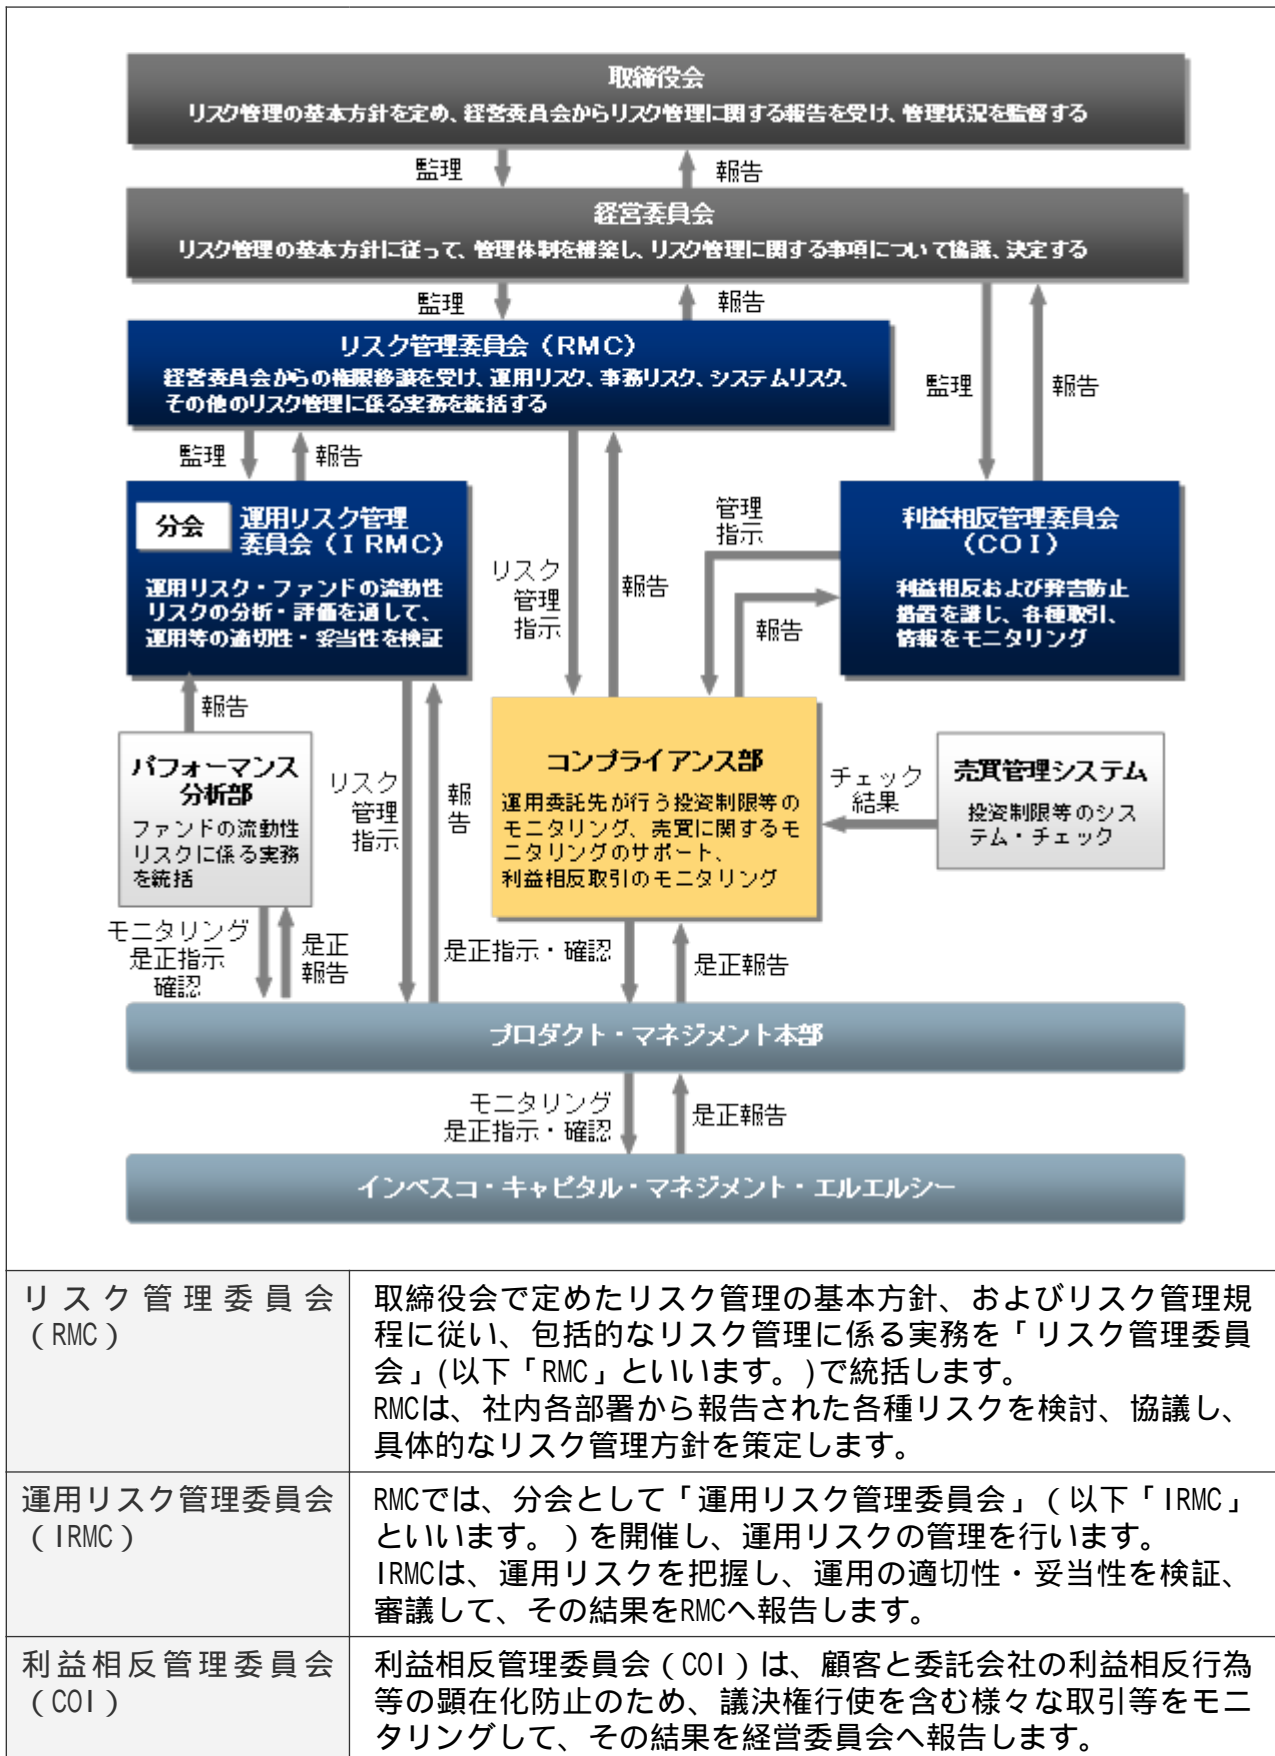 取締役会
リスク管理の基本方針を定め、経営委員会からリスク管理に関する報告を受け、管理状況を監督する
監理
報告
経営委員会
リスク管理の基本方針に従って、管理体制を構築し、リスク管理に関する事項について協議、決定する
監理
報告
リスク管理委員会（RMC）
経営委員会からの権限移譲を受け、運用リスク、事務リスク、システムリスク、
その他のリスク管理に係る実務を統括する
監理
報告
監理
報告
分会
運用リスク管理
委員会（IRMC）
運用リスク・ファンドの流動性
リスクの分析・評価を通して、
運用等の適切性・妥当性を検証
リスク
管理
指示
報告
管理
指示
報告
利益相反管理委員会
（COI）
利益相反および弊害防止
措置を講じ、各種取引、
情報をモニタリング
報告
パフォーマンス
分析部
ファンドの流動性
リスクに係る実務
を統括
リスク
管理
指示
報
告
コンプライアンス部
運用委託先が行う投資制限等の
モニタリング、売買に関するモ
ニタリングのサポート、
利益相反取引のモニタリング
チェック
結果
売買管理システム
投資制限等のシス
テム・チェック
モニタリング
是正指示
確認
是正
報告
是正指示・確認
是正報告
プロダクト・マネジメント本部
モニタリング
是正指示・確認
是正報告
インベスコ・キャピタル・マネジメント・エルエルシー
リスク管理委員会
（RMC）
取締役会で定めたリスク管理の基本方針、およびリスク管理規
程に従い、包括的なリスク管理に係る実務を「リスク管理委員
会」(以下「RMC」といいます。)で統括します。
RMCは、社内各部署から報告された各種リスクを検討、協議し、
具体的なリスク管理方針を策定します。
運用リスク管理委員会
（IRMC）
RMCでは、分会として「運用リスク管理委員会」（以下「IRMC」
といいます。）を開催し、運用リスクの管理を行います。
IRMCは、運用リスクを把握し、運用の適切性・妥当性を検証、
審議して、その結果をRMCへ報告します。
利益相反管理委員会
（COI）
利益相反管理委員会（COI）は、顧客と委託会社の利益相反行為
等の顕在化防止のため、議決権行使を含む様々な取引等をモニ
タリングして、その結果を経営委員会へ報告します。